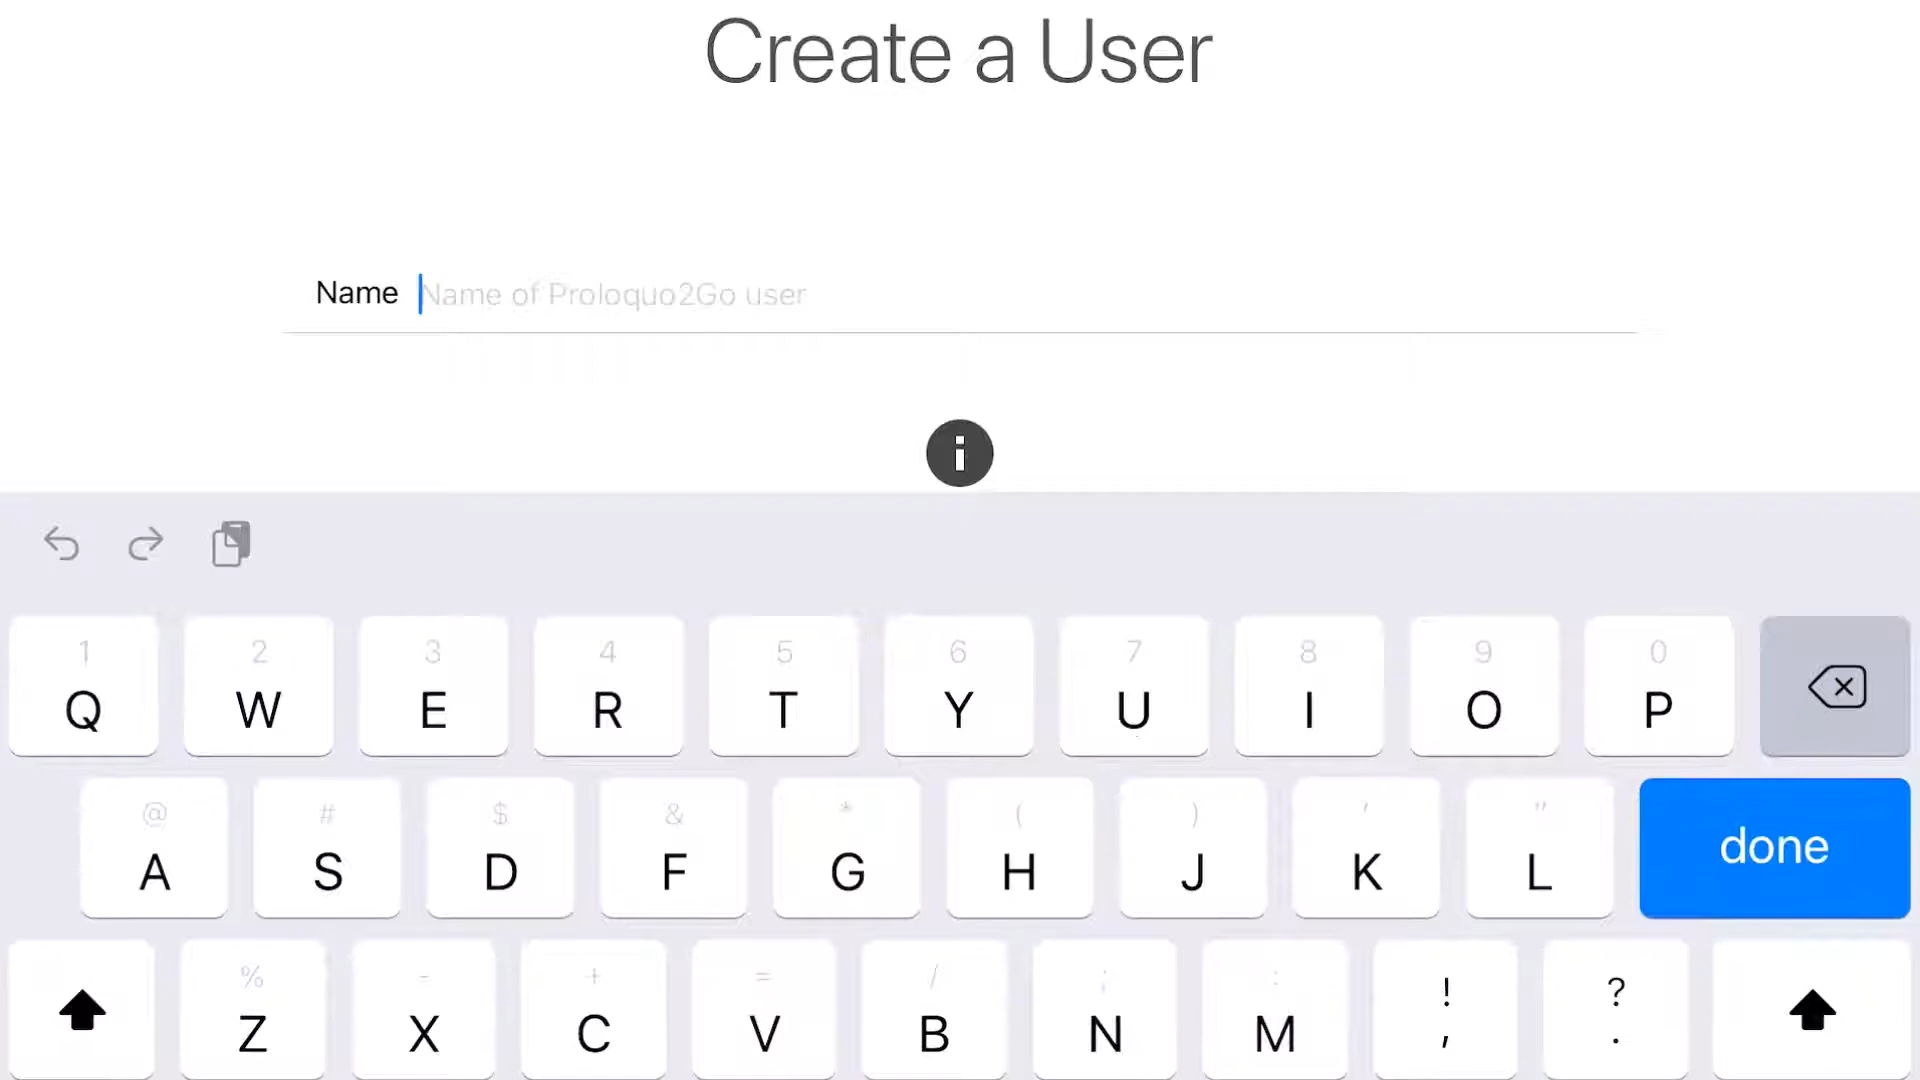 Create a User
Name Name of Proloquo2Go user
1 2 3 4 5 6 7 8 9 0
Q W E R T Y U I O P
@ # $ & * ( ) ' "
A S D F G H J K L done
% - + = / ; : ! ?
Z X C V B N M , .